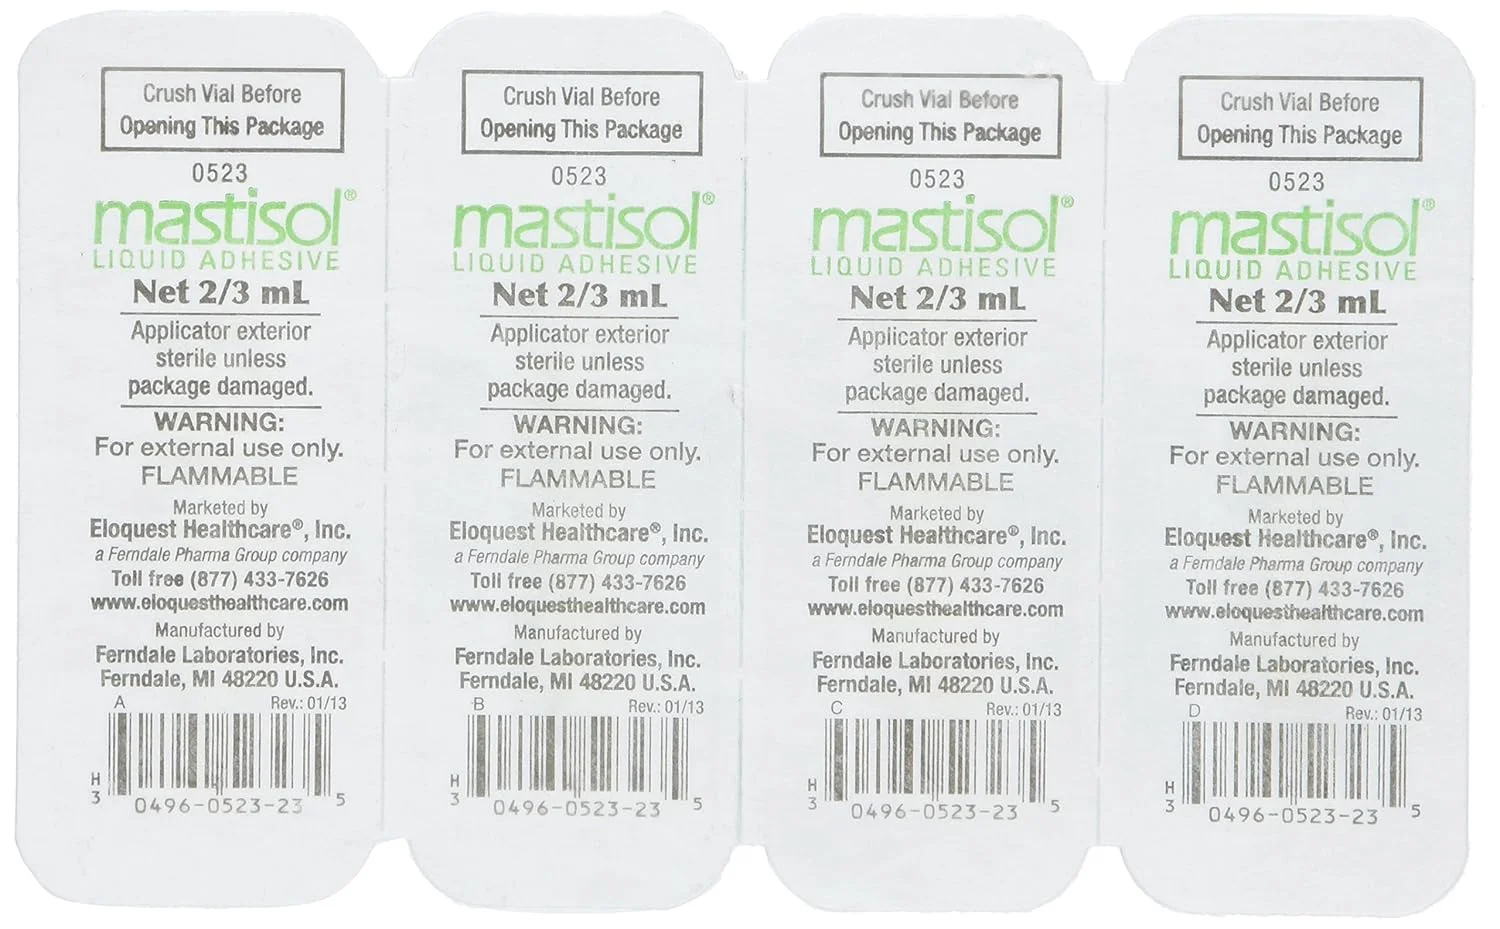 Crush Vial Before
Opening This Package
0523
mastisol®
LIQUID ADHESIVE
Net 2/3 mL
Applicator exterior
sterile unless
package damaged.
WARNING:
For external use only.
FLAMMABLE
Marketed by
Eloquest Healthcare®, Inc.
a Ferndale Pharma Group company
Toll free (877) 433-7626
www.eloquesthealthcare.com
Manufactured by
Ferndale Laboratories, Inc.
Ferndale, MI 48220 U.S.A.
A Rev.: 01/13
H
3 0496-0523-23 5
Crush Vial Before
Opening This Package
0523
mastisol®
LIQUID ADHESIVE
Net 2/3 mL
Applicator exterior
sterile unless
package damaged.
WARNING:
For external use only.
FLAMMABLE
Marketed by
Eloquest Healthcare®, Inc.
a Ferndale Pharma Group company
Toll free (877) 433-7626
www.eloquesthealthcare.com
Manufactured by
Ferndale Laboratories, Inc.
Ferndale, MI 48220 U.S.A.
B Rev.: 01/13
H
3 0496-0523-23 5
Crush Vial Before
Opening This Package
0523
mastisol®
LIQUID ADHESIVE
Net 2/3 mL
Applicator exterior
sterile unless
package damaged.
WARNING:
For external use only.
FLAMMABLE
Marketed by
Eloquest Healthcare®, Inc.
a Ferndale Pharma Group company
Toll free (877) 433-7626
www.eloquesthealthcare.com
Manufactured by
Ferndale Laboratories, Inc.
Ferndale, MI 48220 U.S.A.
C Rev.: 01/13
H
3 0496-0523-23 5
Crush Vial Before
Opening This Package
0523
mastisol®
LIQUID ADHESIVE
Net 2/3 mL
Applicator exterior
sterile unless
package damaged.
WARNING:
For external use only.
FLAMMABLE
Marketed by
Eloquest Healthcare®, Inc.
a Ferndale Pharma Group company
Toll free (877) 433-7626
www.eloquesthealthcare.com
Manufactured by
Ferndale Laboratories, Inc.
Ferndale, MI 48220 U.S.A.
D Rev.: 01/13
H
3 0496-0523-23 5